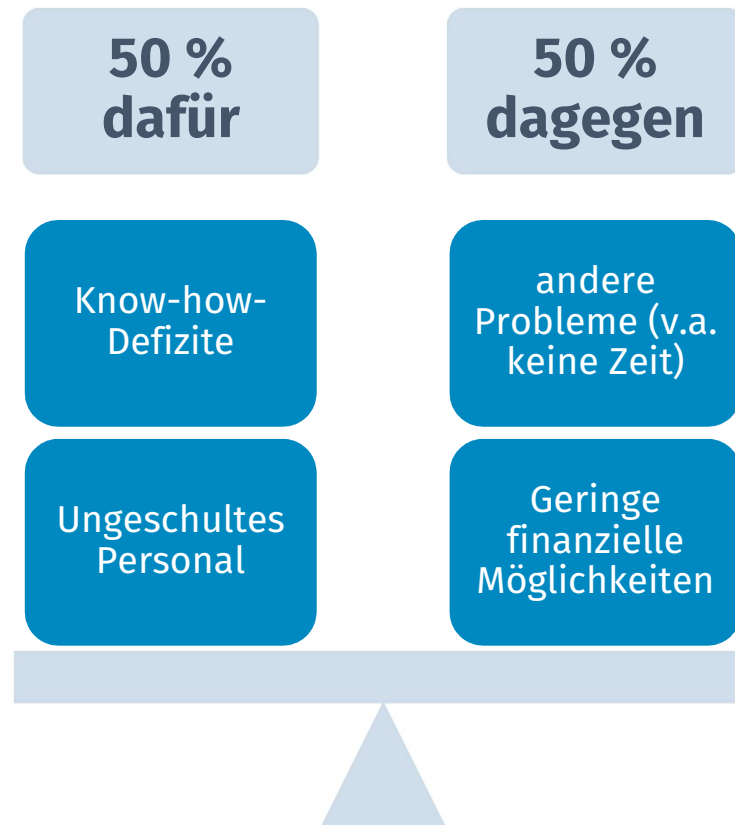 50 %
dafür
50 %
dagegen
Know-how-
Defizite
andere
Probleme (v.a.
keine Zeit)
Ungeschultes
Personal
Geringe
finanzielle
Möglichkeiten